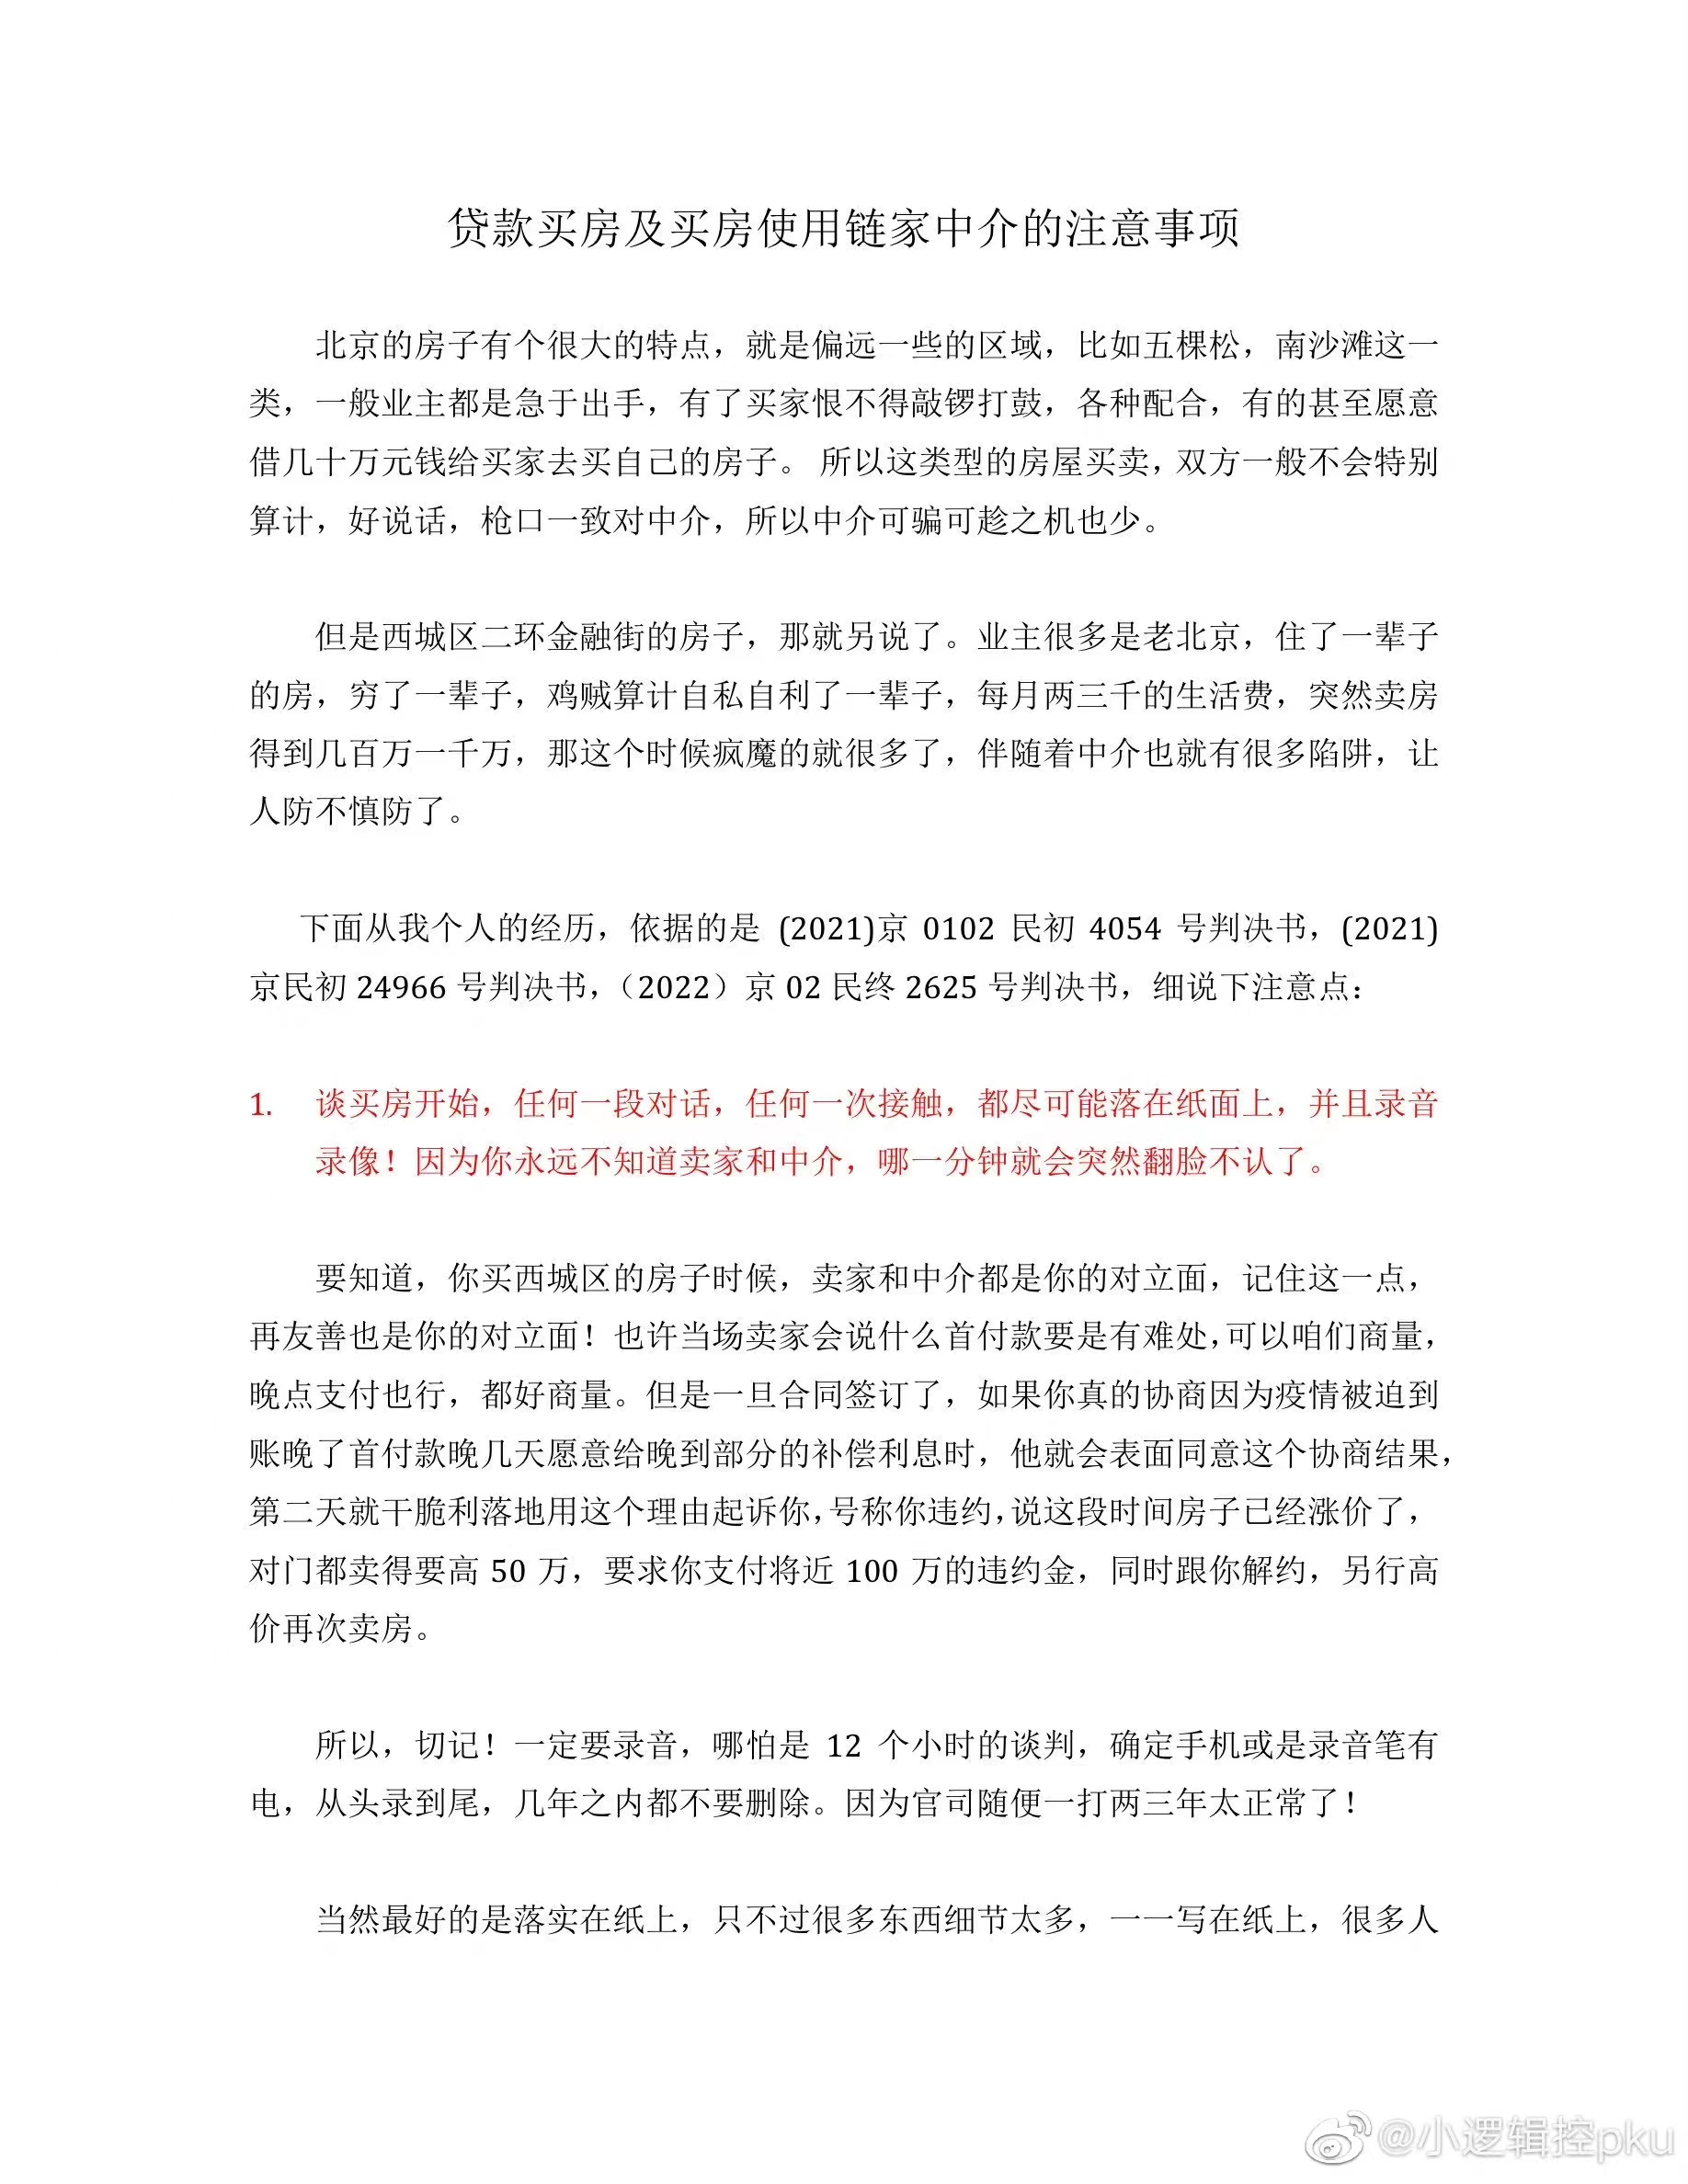 贷款买房及买房使用链家中介的注意事项
北京的房子有个很大的特点，就是偏远一些的区域，比如五棵松，南沙滩这一
类，一般业主都是急于出手，有了买家恨不得敲锣打鼓，各种配合，有的甚至愿意
借几十万元钱给买家去买自己的房子。 所以这类型的房屋买卖，双方一般不会特别
算计，好说话，枪口一致对中介，所以中介可骗可趁之机也少。
但是西城区二环金融街的房子，那就另说了。业主很多是老北京，住了一辈子
的房，穷了一辈子，鸡贼算计自私自利了一辈子，每月两三千的生活费，突然卖房
得到几百万一千万，那这个时候疯魔的就很多了，伴随着中介也就有很多陷阱，让
人防不慎防了。
下面从我个人的经历，依据的是 (2021)京 0102 民初 4054 号判决书，(2021)
京民初 24966 号判决书，（2022）京 02 民终 2625 号判决书，细说下注意点：
1. 谈买房开始，任何一段对话，任何一次接触，都尽可能落在纸面上，并且录音
录像！因为你永远不知道卖家和中介，哪一分钟就会突然翻脸不认了。
要知道，你买西城区的房子时候，卖家和中介都是你的对立面，记住这一点，
再友善也是你的对立面！也许当场卖家会说什么首付款要是有难处，可以咱们商量，
晚点支付也行，都好商量。但是一旦合同签订了，如果你真的协商因为疫情被迫到
账晚了首付款晚几天愿意给晚到部分的补偿利息时，他就会表面同意这个协商结果，
第二天就干脆利落地用这个理由起诉你，号称你违约，说这段时间房子已经涨价了，
对门都卖得要高 50 万，要求你支付将近 100 万的违约金，同时跟你解约，另行高
价再次卖房。
所以，切记！一定要录音，哪怕是 12 个小时的谈判，确定手机或是录音笔有
电，从头录到尾，几年之内都不要删除。因为官司随便一打两三年太正常了！
当然最好的是落实在纸上，只不过很多东西细节太多，一一写在纸上，很多人
@小逻辑控pku